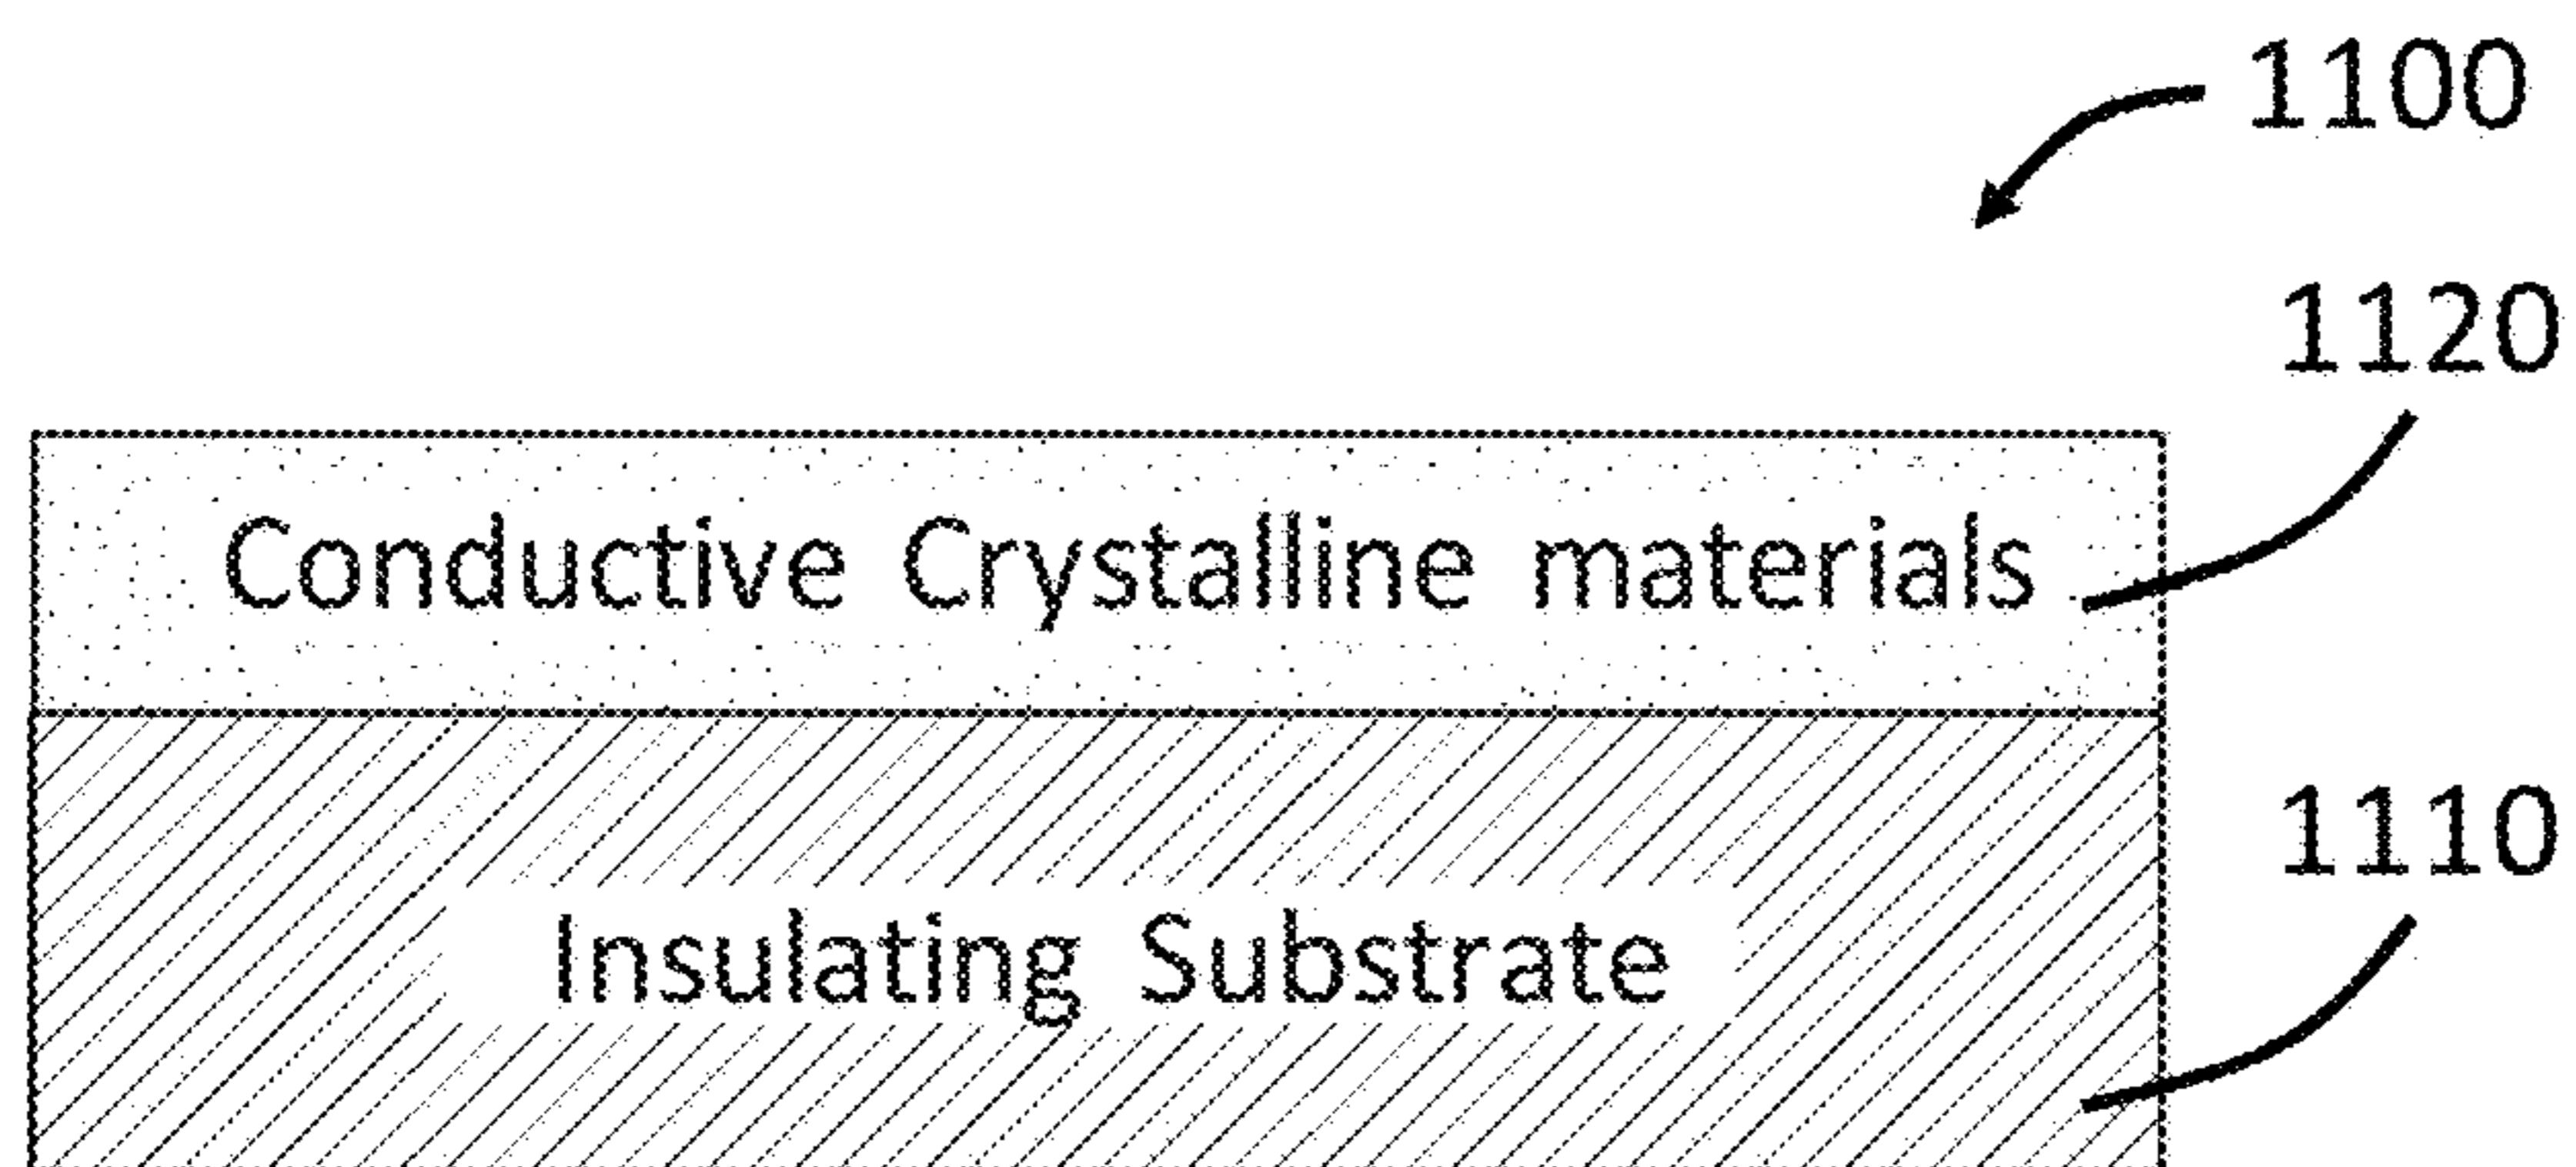 1100
1120
Conductive Crystalline materials
1110
Insulating Substrate